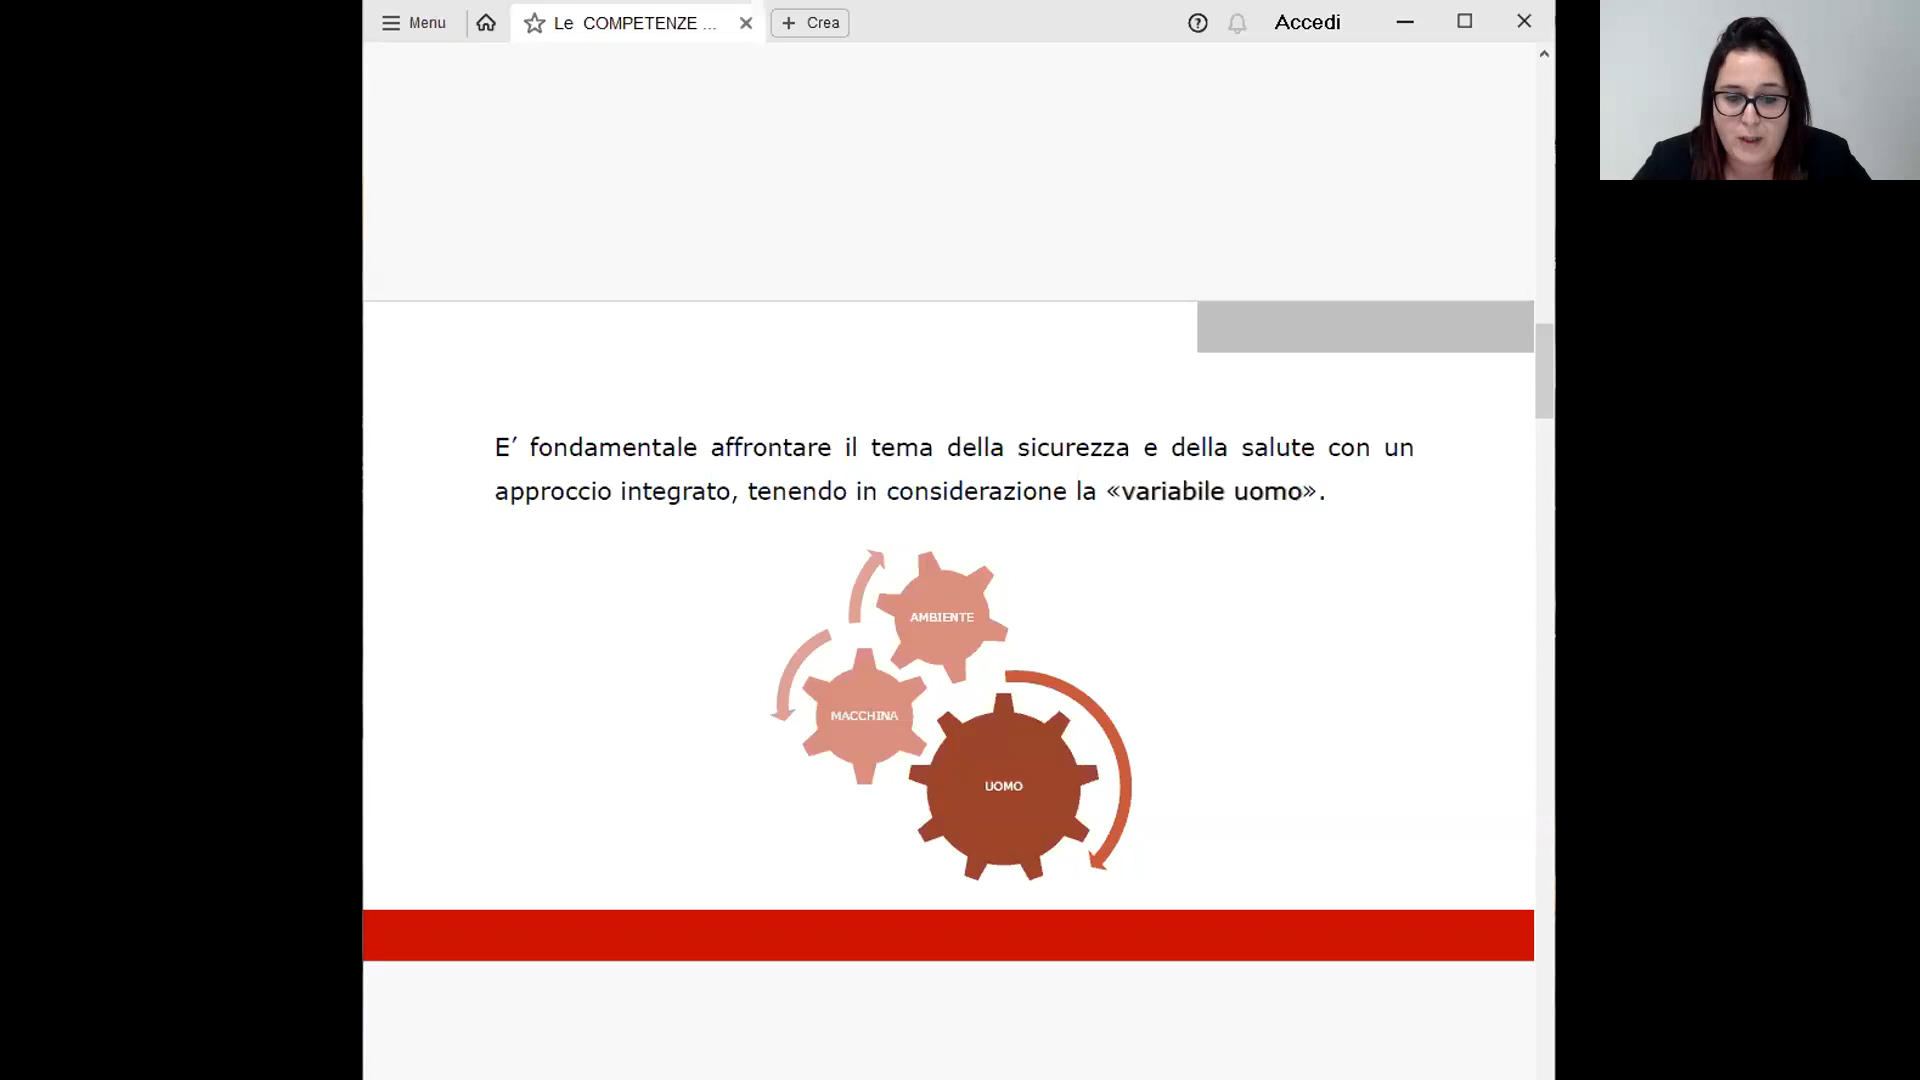 Menu
Le COMPETENZE ...
Crea
Accedi
E’ fondamentale affrontare il tema della sicurezza e della salute con un
approccio integrato, tenendo in considerazione la «variabile uomo».
AMBIENTE
MACCHINA
UOMO